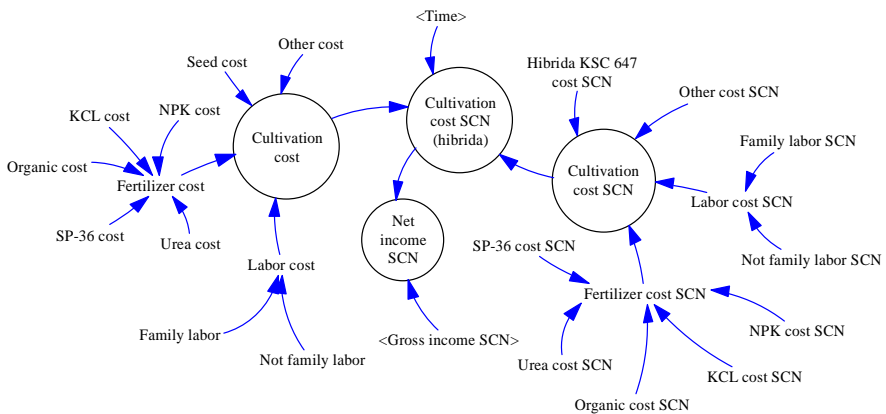 <Time>
Other cost
Seed cost
Hibrida KSC 647
cost SCN
Other cost SCN
KCL cost
NPK cost
Cultivation
cost
Cultivation
cost SCN
(hibrida)
Family labor SCN
Organic cost
Fertilizer cost
Cultivation
cost SCN
Labor cost SCN
SP-36 cost
Urea cost
Net
income
SCN
SP-36 cost SCN
Not family labor SCN
Labor cost
Fertilizer cost SCN
Family labor
Not family labor
<Gross income SCN>
NPK cost SCN
Urea cost SCN
KCL cost SCN
Organic cost SCN